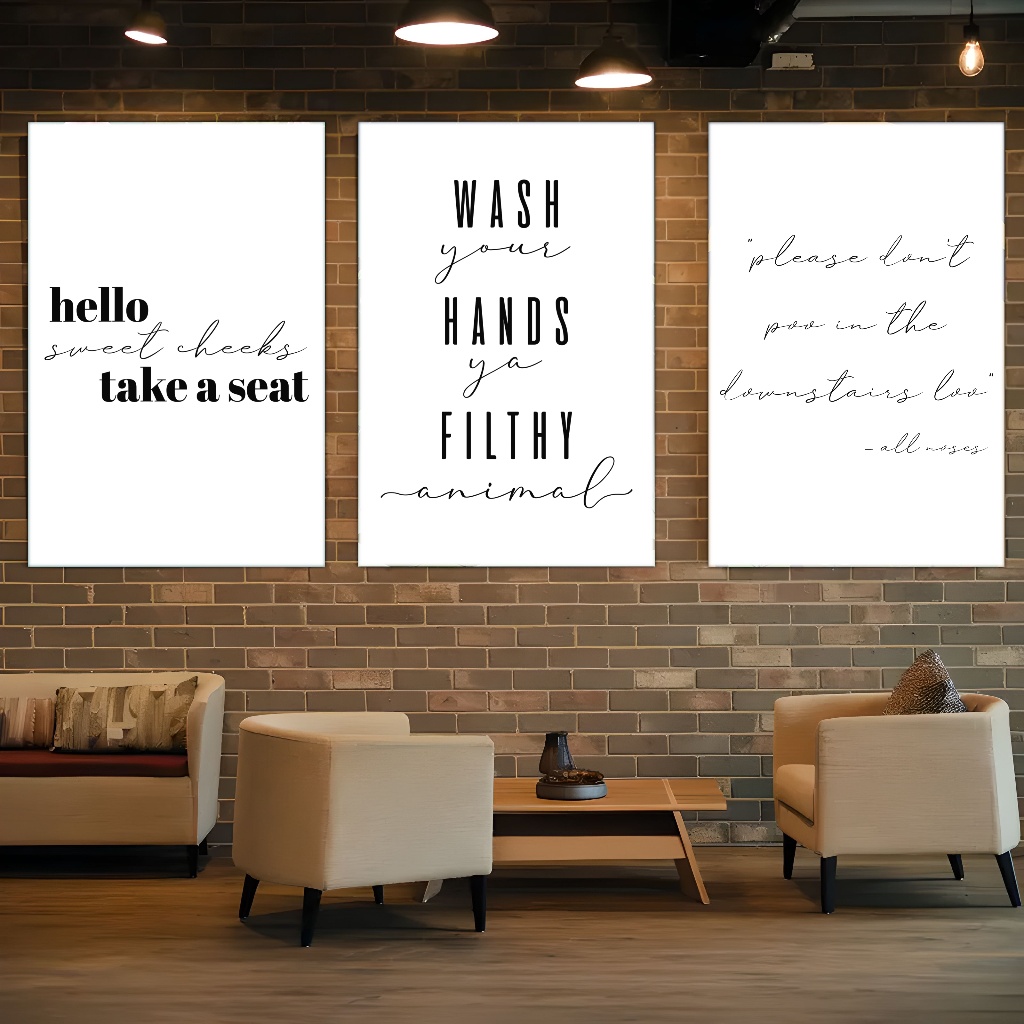 hello
sweet cheeks
take a seat
WASH
your
HANDS
ya
FILTHY
animal
"please don't
poo in the
downstairs loo"
- all noses